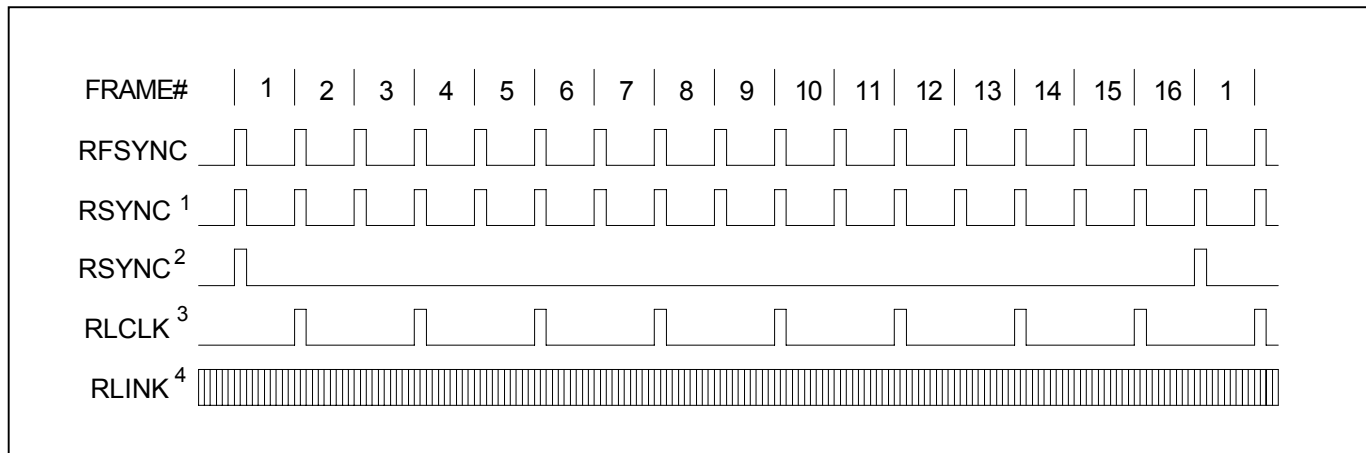 FRAME# 1 2 3 4 5 6 7 8 9 10 11 12 13 14 15 16 1
RFSYNC
RSYNC 1
RSYNC 2
RLCLK 3
RLINK 4